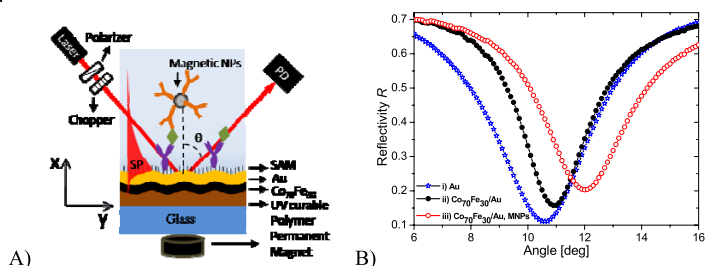 Laser
Polarizer
Magnetic NPs
PD
Chopper
θ
SP
X
Y
SAM
Au
Co70Fe30
UV curable
Polymer
Glass
Permanent
Magnet
A)
Reflectivity R
0.7
0.6
0.5
0.4
0.3
0.2
0.1
i) Au
ii) Co70Fe30/Au
iii) Co70Fe30/Au, MNPs
6 8 10 12 14 16
Angle [deg]
B)